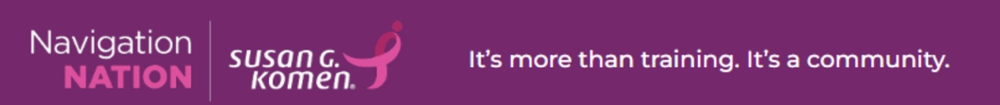 Navigation
NATION
susan g.
komen®
It's more than training. It's a community.